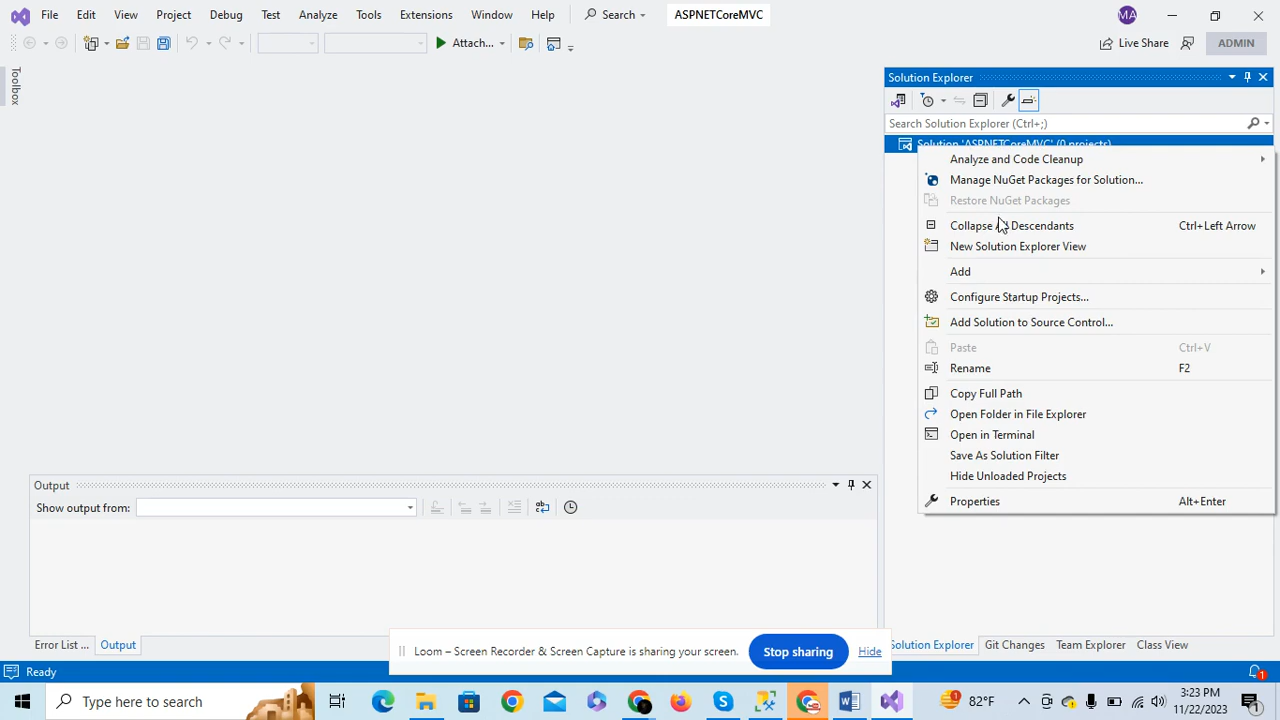 File Edit View Project Debug Test Analyze Tools Extensions Window Help Search ASPNETCoreMVC MA
Attach... Live Share ADMIN
Toolbox
Solution Explorer
Search Solution Explorer (Ctrl+;)
Solution 'ASPNETCoreMVC' (0 projects)
Analyze and Code Cleanup
Manage NuGet Packages for Solution...
Restore NuGet Packages
Collapse All Descendants Ctrl+Left Arrow
New Solution Explorer View
Add
Configure Startup Projects...
Add Solution to Source Control...
Paste Ctrl+V
Rename F2
Copy Full Path
Open Folder in File Explorer
Open in Terminal
Save As Solution Filter
Hide Unloaded Projects
Properties Alt+Enter
Output
Show output from:
Error List ... Output
Loom – Screen Recorder & Screen Capture is sharing your screen. Stop sharing Hide
Solution Explorer Git Changes Team Explorer Class View
Ready 1
Type here to search 82°F 3:23 PM
11/22/2023 1